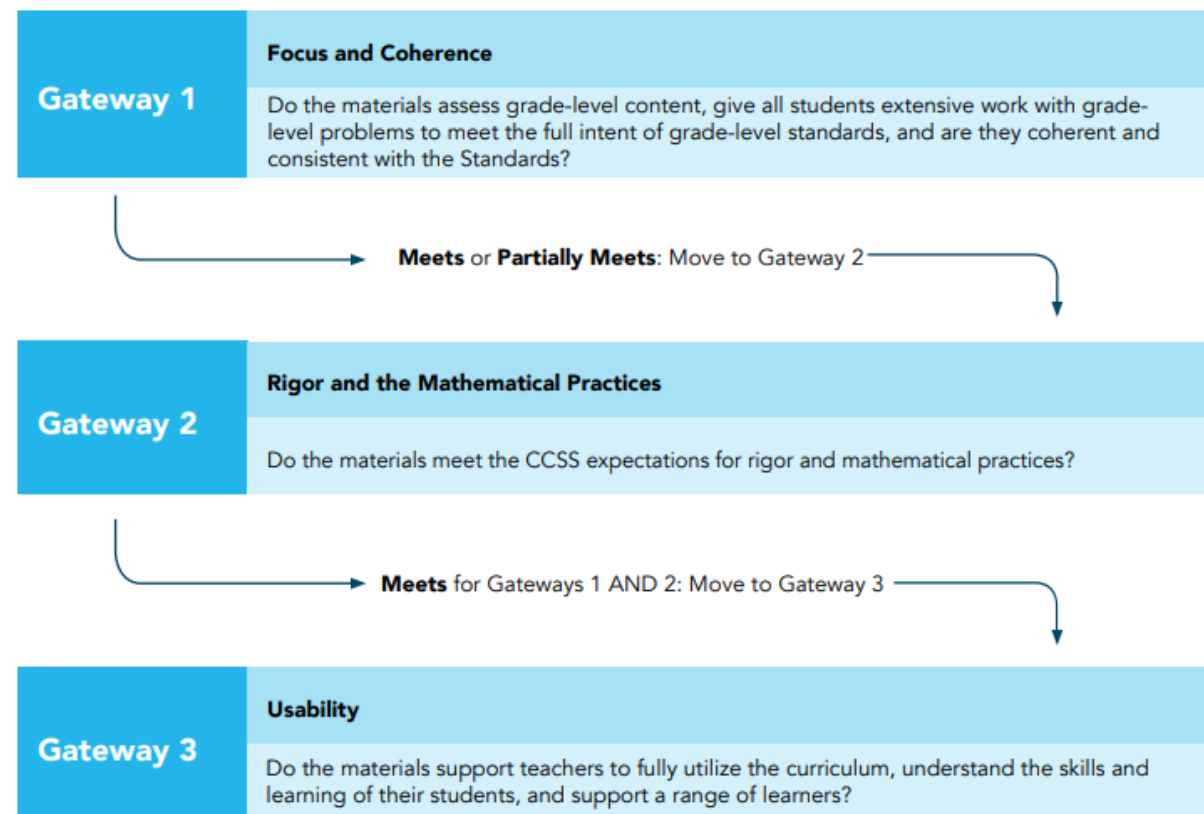 Gateway 1
Focus and Coherence
Do the materials assess grade-level content, give all students extensive work with grade-
level problems to meet the full intent of grade-level standards, and are they coherent and
consistent with the Standards?
Meets or Partially Meets: Move to Gateway 2
Gateway 2
Rigor and the Mathematical Practices
Do the materials meet the CCSS expectations for rigor and mathematical practices?
Meets for Gateways 1 AND 2: Move to Gateway 3
Gateway 3
Usability
Do the materials support teachers to fully utilize the curriculum, understand the skills and
learning of their students, and support a range of learners?